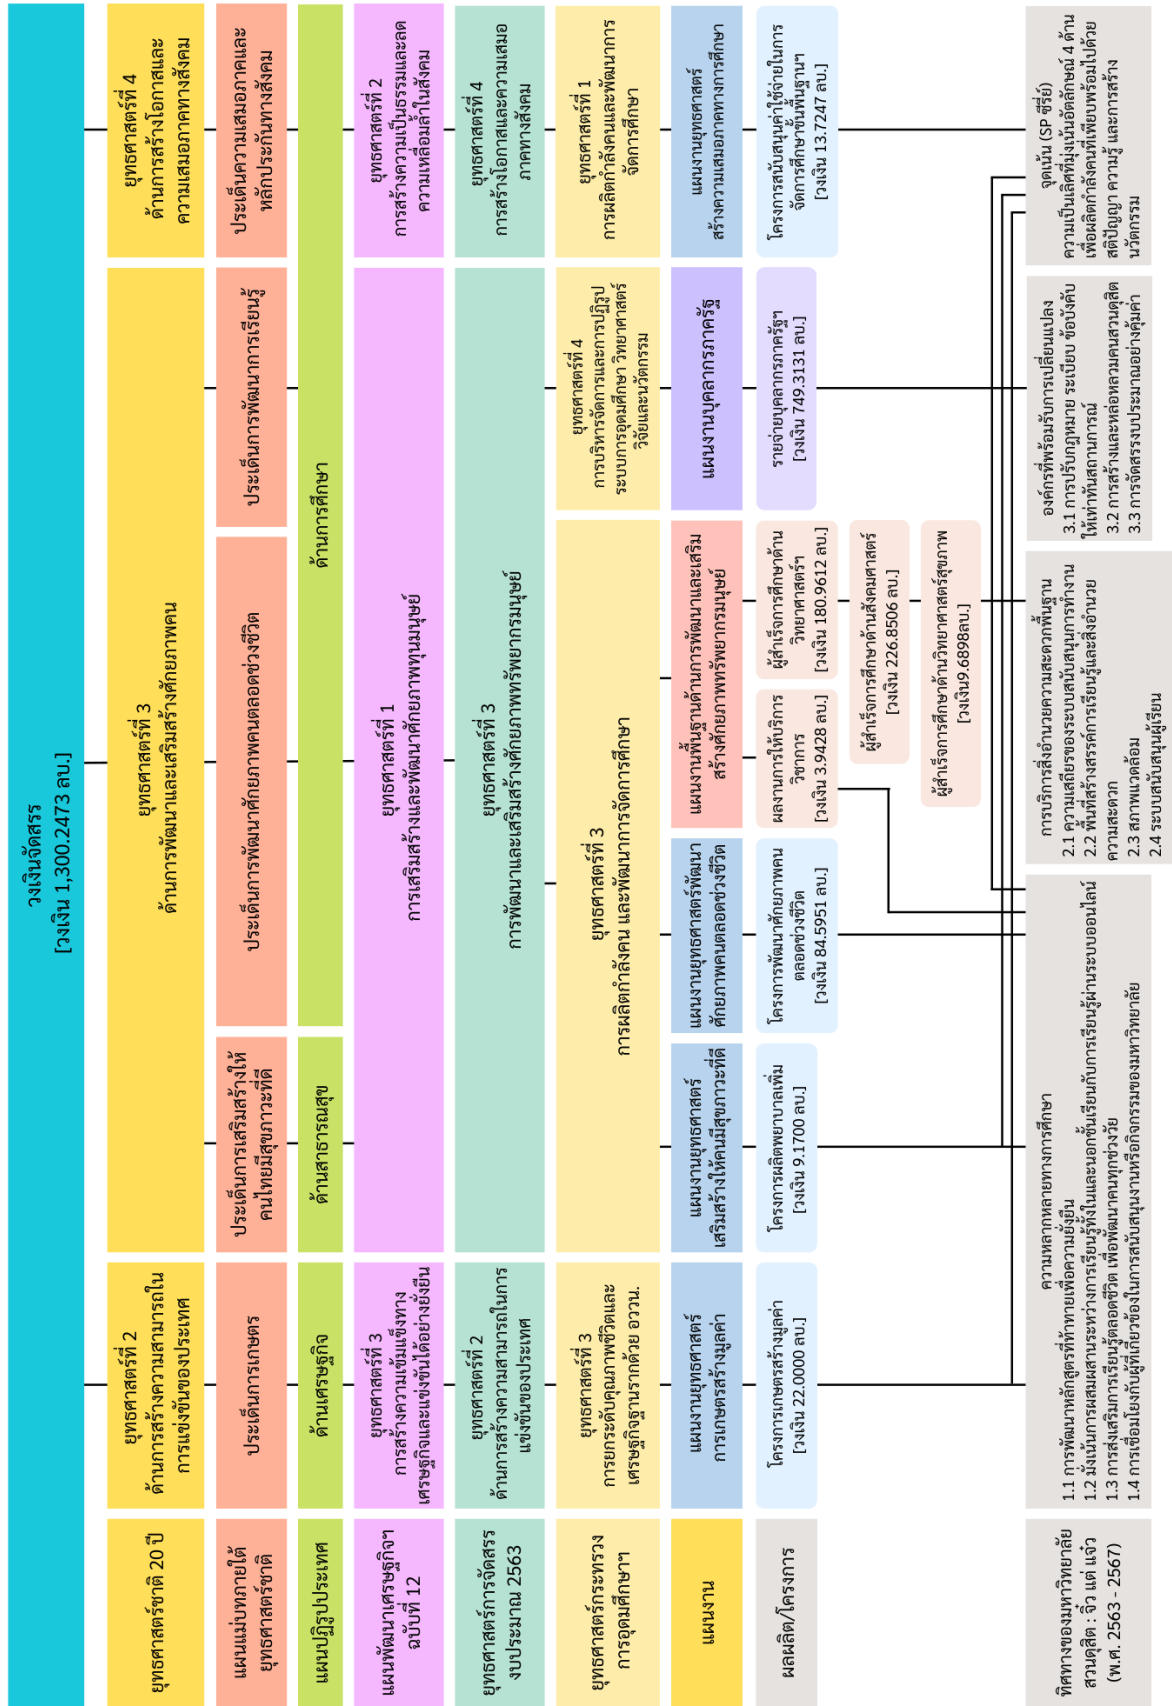 วงเงินจัดสรร
[วงเงิน 1,300.2473 ลบ.]
ยุทธศาสตร์ชาติ 20 ปี
ยุทธศาสตร์ที่ 2
ด้านการสร้างความสามารถใน
การแข่งขันของประเทศ
ยุทธศาสตร์ที่ 3
ด้านการพัฒนาและเสริมสร้างศักยภาพคน
ยุทธศาสตร์ที่ 4
ด้านการสร้างโอกาสและ
ความเสมอภาคทางสังคม
แผนแม่บทภายใต้
ยุทธศาสตร์ชาติ
ประเด็นการเกษตร
ประเด็นการเสริมสร้างให้
คนไทยมีสุขภาวะที่ดี
ประเด็นการพัฒนาศักยภาพคนตลอดช่วงชีวิต
ประเด็นการพัฒนาการเรียนรู้
ประเด็นความเสมอภาคและ
หลักประกันทางสังคม
แผนปฏิรูปประเทศ
ด้านเศรษฐกิจ
ด้านสาธารณสุข
ด้านการศึกษา
แผนพัฒนาเศรษฐกิจฯ
ฉบับที่ 12
ยุทธศาสตร์ที่ 3
การสร้างความเข้มแข็งทาง
เศรษฐกิจและแข่งขันได้อย่างยั่งยืน
ยุทธศาสตร์ที่ 1
การเสริมสร้างและพัฒนาศักยภาพทุนมนุษย์
ยุทธศาสตร์ที่ 2
การสร้างความเป็นธรรมและลด
ความเหลื่อมล้ำในสังคม
ยุทธศาสตร์การจัดสรร
งบประมาณ 2563
ยุทธศาสตร์ที่ 2
ด้านการสร้างความสามารถในการ
แข่งขันของประเทศ
ยุทธศาสตร์ที่ 3
การพัฒนาและเสริมสร้างศักยภาพทรัพยากรมนุษย์
ยุทธศาสตร์ที่ 4
การสร้างโอกาสและความเสมอ
ภาคทางสังคม
ยุทธศาสตร์กระทรวง
การอุดมศึกษาฯ
ยุทธศาสตร์ที่ 3
การยกระดับคุณภาพชีวิตและ
เศรษฐกิจฐานรากด้วย อววน.
ยุทธศาสตร์ที่ 3
การผลิตกำลังคน และพัฒนาการจัดการศึกษา
ยุทธศาสตร์ที่ 4
การบริหารจัดการและการปฏิรูป
ระบบการอุดมศึกษา วิทยาศาสตร์
วิจัยและนวัตกรรม
ยุทธศาสตร์ที่ 1
การผลิตกำลังคนและพัฒนาการ
จัดการศึกษา
แผนงาน
แผนงานยุทธศาสตร์
การเกษตรสร้างมูลค่า
แผนงานยุทธศาสตร์
เสริมสร้างให้คนมีสุขภาวะที่ดี
แผนงานยุทธศาสตร์พัฒนา
ศักยภาพคนตลอดช่วงชีวิต
แผนงานพื้นฐานด้านการพัฒนาและเสริม
สร้างศักยภาพทรัพยากรมนุษย์
แผนงานบุคลากรภาครัฐ
แผนงานยุทธศาสตร์
สร้างความเสมอภาคทางการศึกษา
ผลผลิต/โครงการ
โครงการเกษตรสร้างมูลค่า
[วงเงิน 22.0000 ลบ.]
โครงการผลิตพยาบาลเพิ่ม
[วงเงิน 9.1700 ลบ.]
โครงการพัฒนาศักยภาพคน
ตลอดช่วงชีวิต
[วงเงิน 84.5951 ลบ.]
ผลงานการให้บริการ
วิชาการ
[วงเงิน 3.9428 ลบ.]
ผู้สำเร็จการศึกษาด้าน
วิทยาศาสตร์ฯ
[วงเงิน 180.9612 ลบ.]
ผู้สำเร็จการศึกษาด้านสังคมศาสตร์
[วงเงิน 226.8506 ลบ.]
ผู้สำเร็จการศึกษาด้านวิทยาศาสตร์สุขภาพ
[วงเงิน9.6898ลบ.]
รายจ่ายบุคลากรภาครัฐฯ
[วงเงิน 749.3131 ลบ.]
โครงการสนับสนุนค่าใช้จ่ายในการ
จัดการศึกษาขั้นพื้นฐานฯ
[วงเงิน 13.7247 ลบ.]
ทิศทางของมหาวิทยาลัย
สวนดุสิต : จิ๋ว แต่ แจ๋ว
(พ.ศ. 2563 - 2567)
ความหลากหลายทางการศึกษา
1.1 การพัฒนาหลักสูตรที่ท้าทายเพื่อความยั่งยืน
1.2 มุ่งเน้นการผสมผสานระหว่างการเรียนรู้ทั้งในและนอกชั้นเรียนกับการเรียนรู้ผ่านระบบออนไลน์
1.3 การส่งเสริมการเรียนรู้ตลอดชีวิต เพื่อพัฒนาคนทุกช่วงวัย
1.4 การเชื่อมโยงกับผู้ที่เกี่ยวข้องในการสนับสนุนงานหรือกิจกรรมของมหาวิทยาลัย
การบริการสิ่งอำนวยความสะดวกพื้นฐาน
2.1 ความเสถียรของระบบสนับสนุนการทำงาน
2.2 พื้นที่สร้างสรรค์การเรียนรู้และสิ่งอำนวย
ความสะดวก
2.3 สภาพแวดล้อม
2.4 ระบบสนับสนุนผู้เรียน
องค์กรที่พร้อมรับการเปลี่ยนแปลง
3.1 การปรับกฎหมาย ระเบียบ ข้อบังคับ
ให้เท่าทันสถานการณ์
3.2 การสร้างและหล่อหลวมคนสวนดุสิต
3.3 การจัดสรรงบประมาณอย่างคุ้มค่า
จุดเน้น (SP ซีรีย์)
ความเป็นเลิศที่มุ่งเน้นอัตลักษณ์ 4 ด้าน
เพื่อผลิตกำลังคนที่เพียบพร้อมไปด้วย
สติปัญญา ความรู้ และการสร้าง
นวัตกรรม